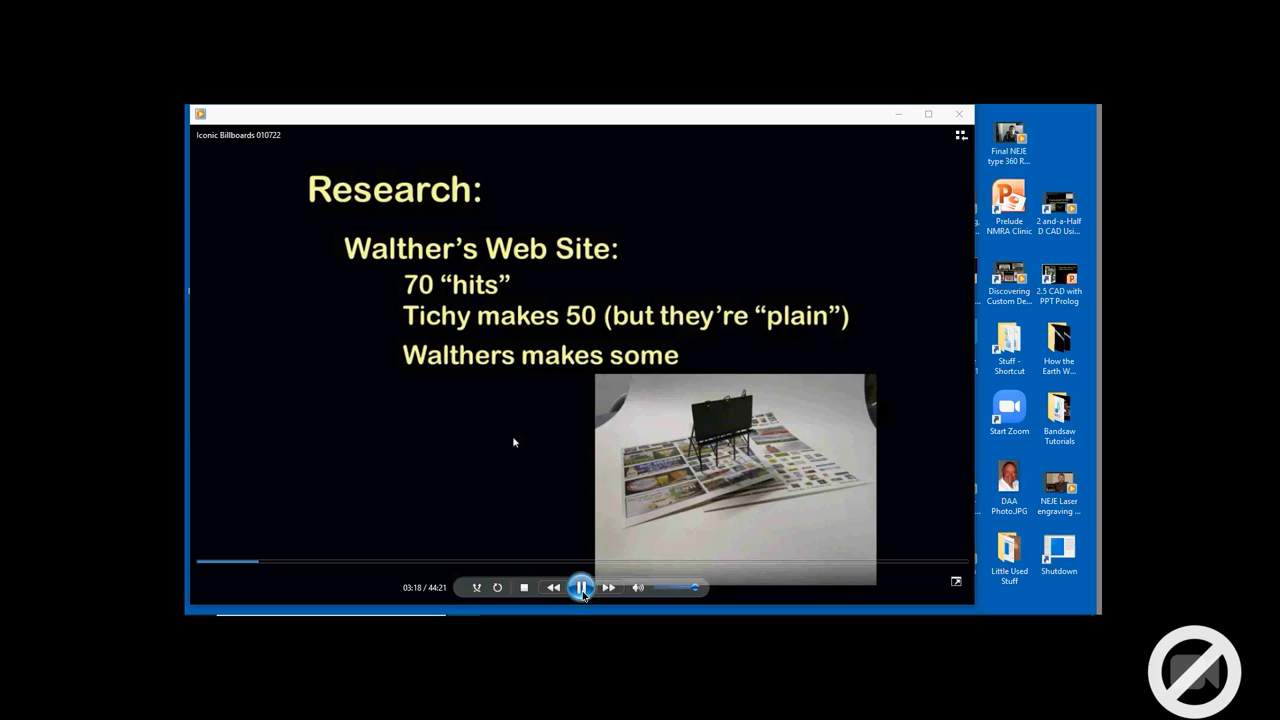 Iconic Billboards 010722
Research:
Walther's Web Site:
70 “hits”
Tichy makes 50 (but they're “plain”)
Walthers makes some
03:18 / 44:21
Final NEJE
type 360 R...
Prelude
NMRA Clinic
2 and-a-Half
D CAD Usi...
Discovering
Custom De...
2.5 CAD with
PPT Prolog
Stuff -
Shortcut
How the
Earth W...
Start Zoom
Bandsaw
Tutorials
DAA
Photo.JPG
NEJE Laser
engraving ...
Little Used
Stuff
Shutdown